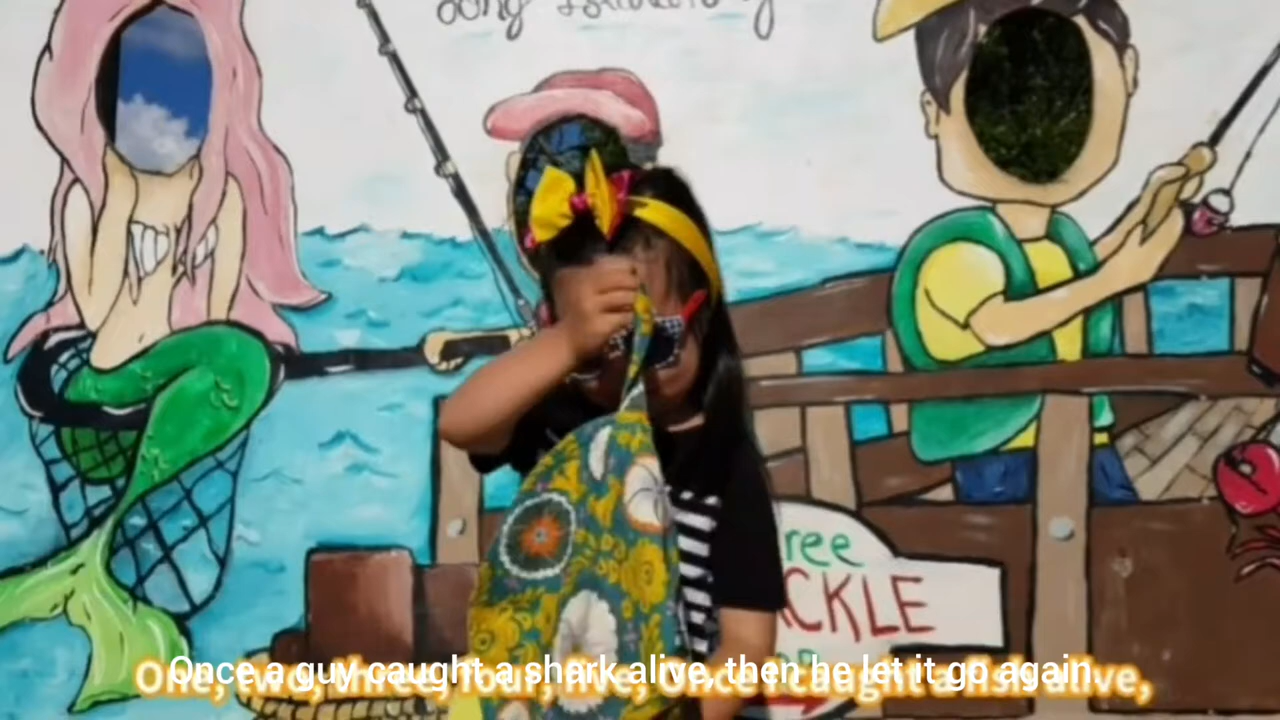 ree
CKLE
Once a guy caught a shark alive, then he let it go again.
One, two, three, four, five, Once I caught a fish alive,